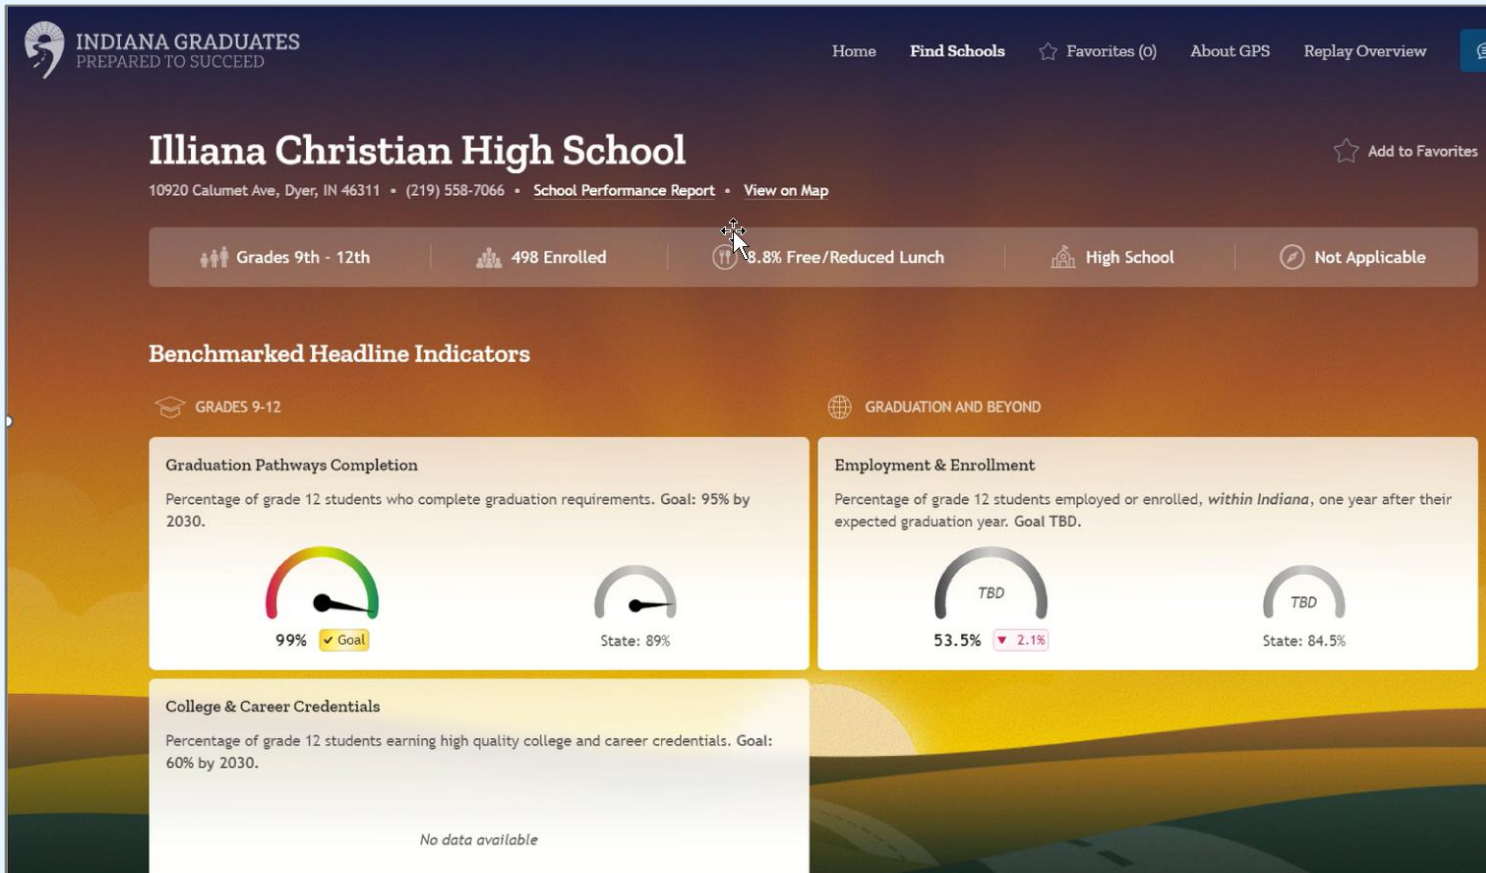 INDIANA GRADUATES
PREPARED TO SUCCEED
Home Find Schools Favorites (0) About GPS Replay Overview
Illiana Christian High School
Add to Favorites
10920 Calumet Ave, Dyer, IN 46311 • (219) 558-7066 • School Performance Report • View on Map
Grades 9th - 12th 498 Enrolled 8.8% Free/Reduced Lunch High School Not Applicable
Benchmarked Headline Indicators
GRADES 9-12
Graduation Pathways Completion
Percentage of grade 12 students who complete graduation requirements. Goal: 95% by
2030.
99% ✓ Goal
State: 89%
College & Career Credentials
Percentage of grade 12 students earning high quality college and career credentials. Goal:
60% by 2030.
No data available
GRADUATION AND BEYOND
Employment & Enrollment
Percentage of grade 12 students employed or enrolled, within Indiana, one year after their
expected graduation year. Goal TBD.
TBD
53.5% ▼ 2.1%
TBD
State: 84.5%